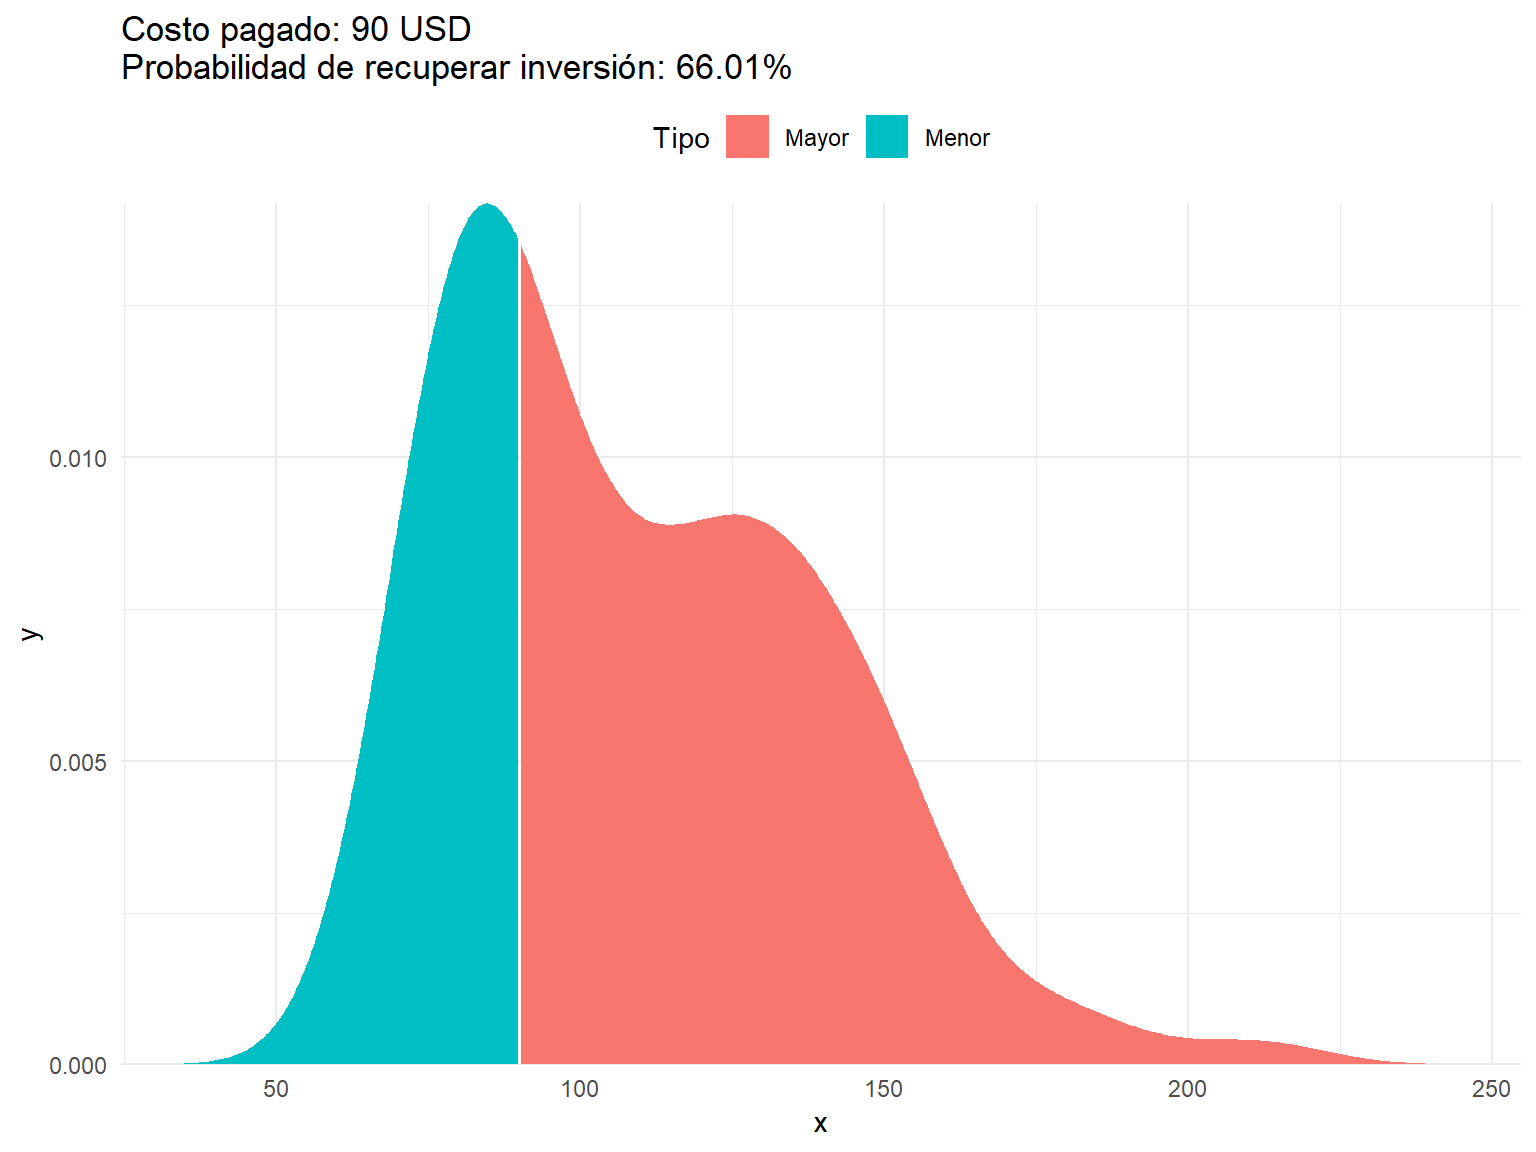 Costo pagado: 90 USD
Probabilidad de recuperar inversión: 66.01%
Tipo Mayor Menor
0.010
0.005
0.000
y
50 100 150 200 250
x